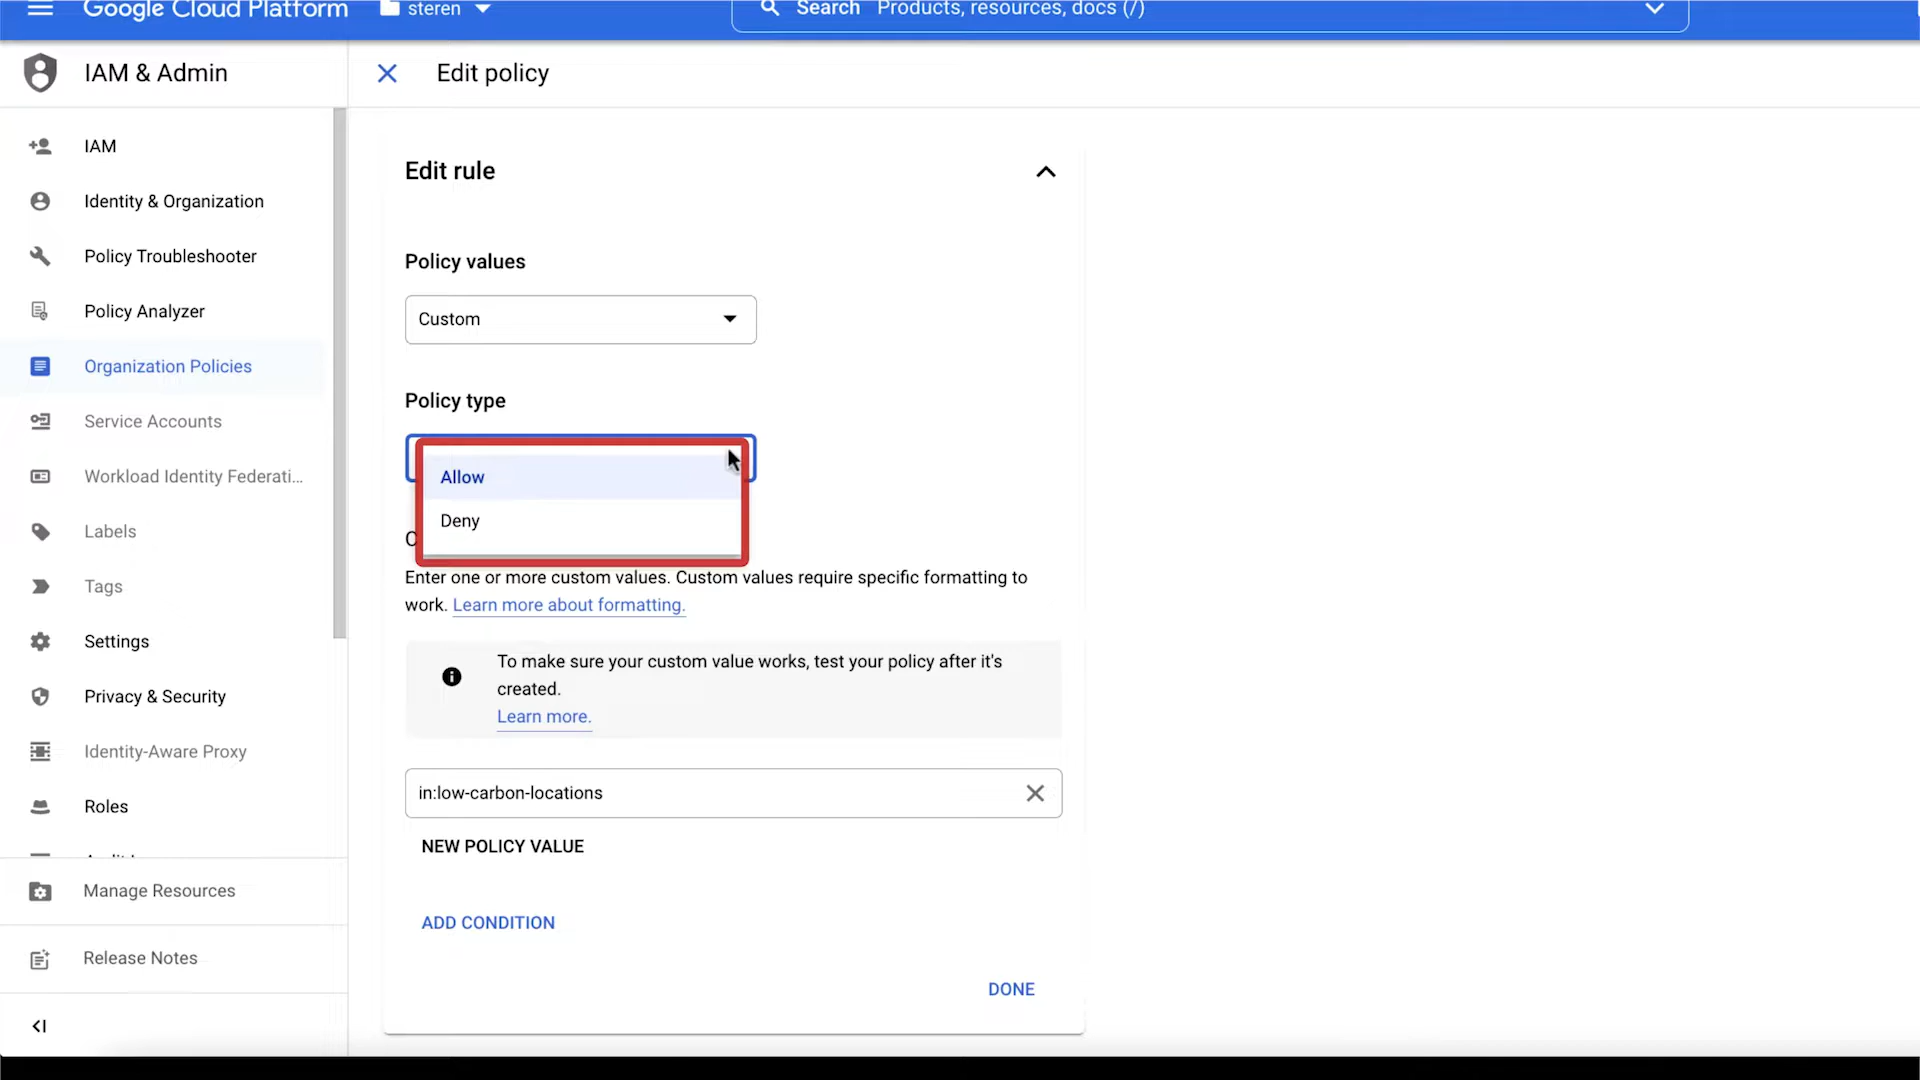 Google Cloud Platform
steren
Search Products, resources, docs (/)
IAM & Admin
Edit policy
IAM
Identity & Organization
Policy Troubleshooter
Policy Analyzer
Organization Policies
Service Accounts
Workload Identity Federati...
Labels
Tags
Settings
Privacy & Security
Identity-Aware Proxy
Roles
Manage Resources
Release Notes
Edit rule
Policy values
Custom
Policy type
Allow
Deny
Enter one or more custom values. Custom values require specific formatting to
work. Learn more about formatting.
To make sure your custom value works, test your policy after it's
created.
Learn more.
in:low-carbon-locations
NEW POLICY VALUE
ADD CONDITION
DONE